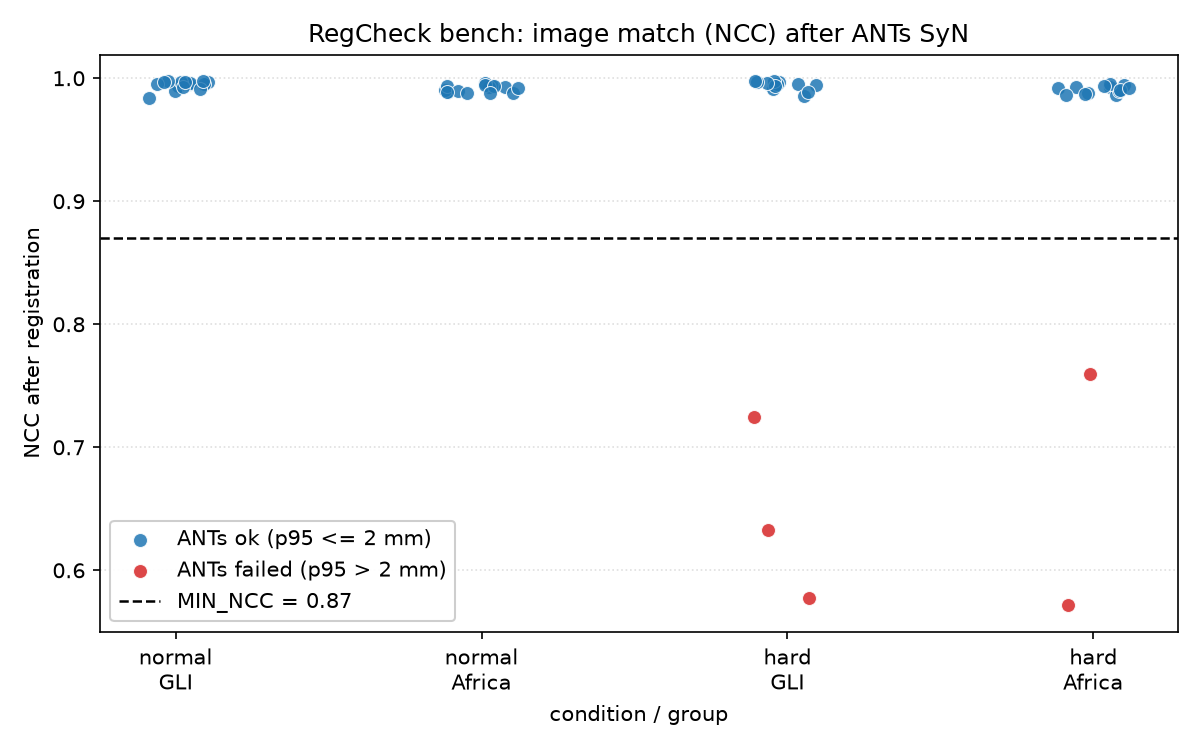 RegCheck bench: image match (NCC) after ANTs SyN
NCC after registration
1.0
0.9
0.8
0.7
0.6
ANTs ok (p95 <= 2 mm)
ANTs failed (p95 > 2 mm)
MIN_NCC = 0.87
normal
GLI
normal
Africa
hard
GLI
hard
Africa
condition / group